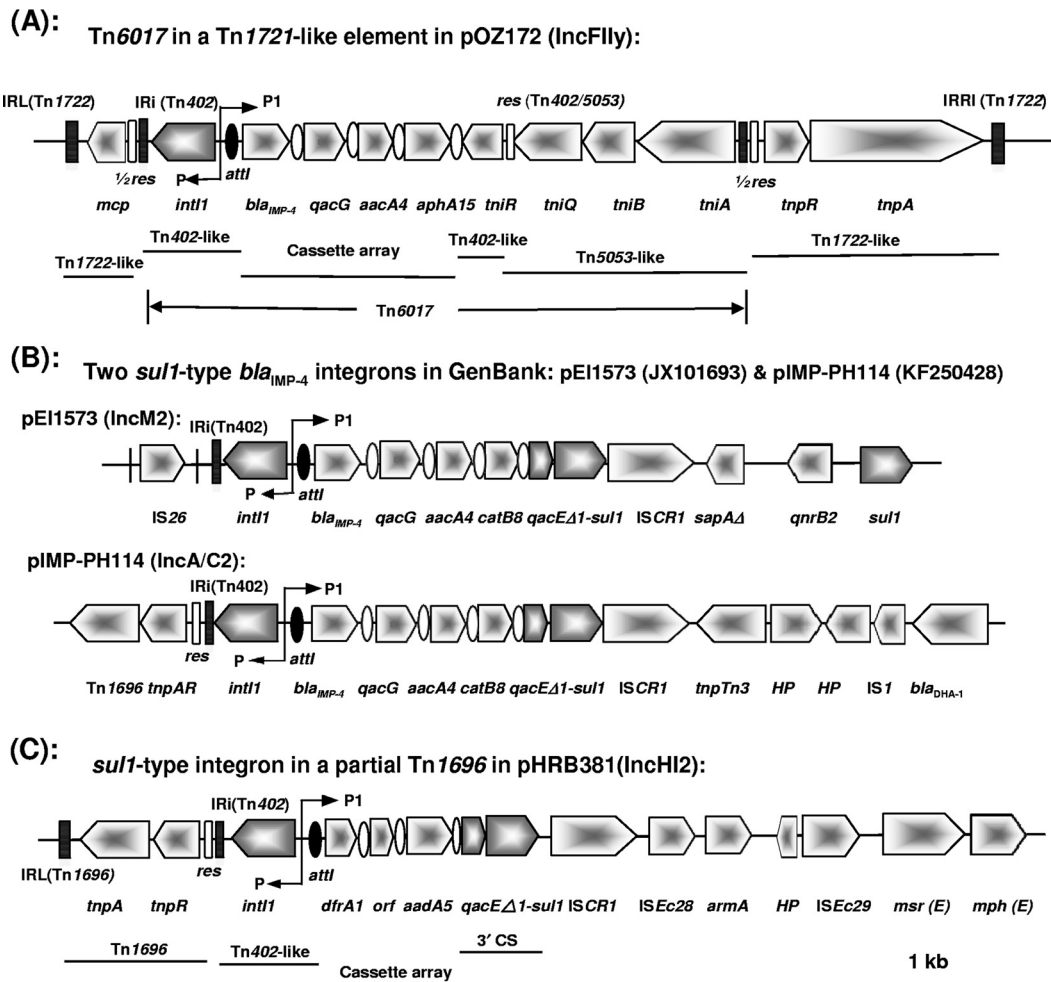 (A):
Tn6017 in a Tn1721-like element in pOZ172 (IncFIIy):
IRL(Tn1722) IRi (Tn402) P1 res (Tn402/5053) IRRI (Tn1722)
½ res P attI ½ res
mcp intI1 blaIMP-4 qacG aacA4 aphA15 tniR tniQ tniB tniA tnpR tnpA
Tn1722-like Tn402-like Cassette array Tn402-like Tn5053-like Tn1722-like
Tn6017
(B):
Two sul1-type blaIMP-4 integrons in GenBank: pEI1573 (JX101693) & pIMP-PH114 (KF250428)
pEI1573 (IncM2):
IRi(Tn402) P1
P attI
IS26 intI1 blaIMP-4 qacG aacA4 catB8 qacEΔ1-sul1 ISCR1 sapAΔ qnrB2 sul1
pIMP-PH114 (IncA/C2):
IRi(Tn402) P1
res P attI
Tn1696 tnpAR intI1 blaIMP-4 qacG aacA4 catB8 qacEΔ1-sul1 ISCR1 tnpTn3 HP HP IS1 blaDHA-1
(C):
sul1-type integron in a partial Tn1696 in pHRB381(IncHI2):
IRi(Tn402) P1
IRL(Tn1696) res P attI
tnpA tnpR intI1 dfrA1 orf aadA5 qacEΔ1-sul1 ISCR1 ISEc28 armA HP ISEc29 msr (E) mph (E)
Tn1696 Tn402-like Cassette array 3′ CS 1 kb